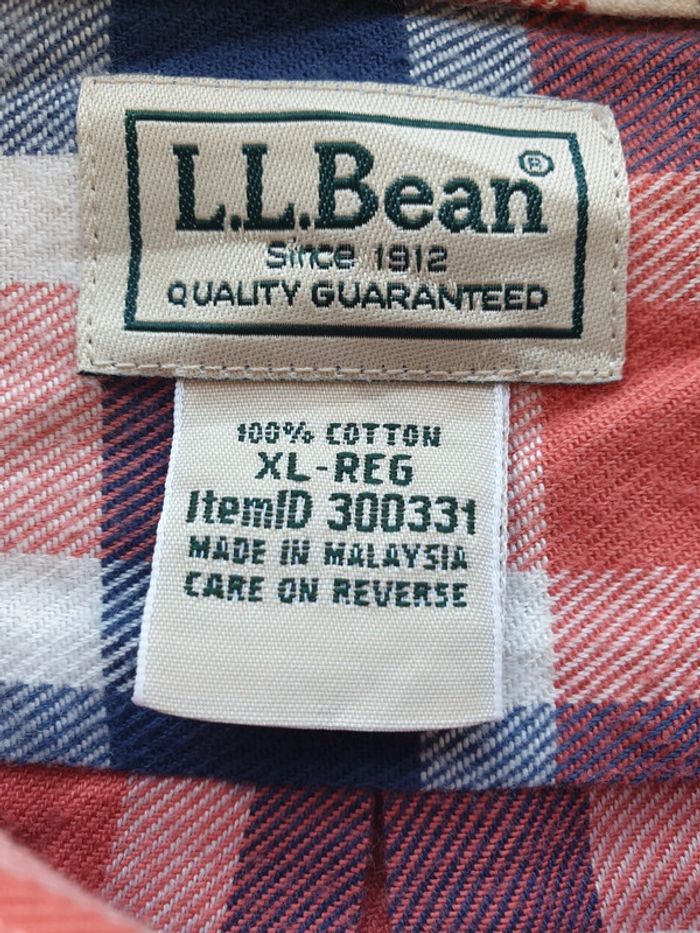 L.L.Bean®
Since 1912
QUALITY GUARANTEED
100% COTTON
XL-REG
ItemID 300331
MADE IN MALAYSIA
CARE ON REVERSE